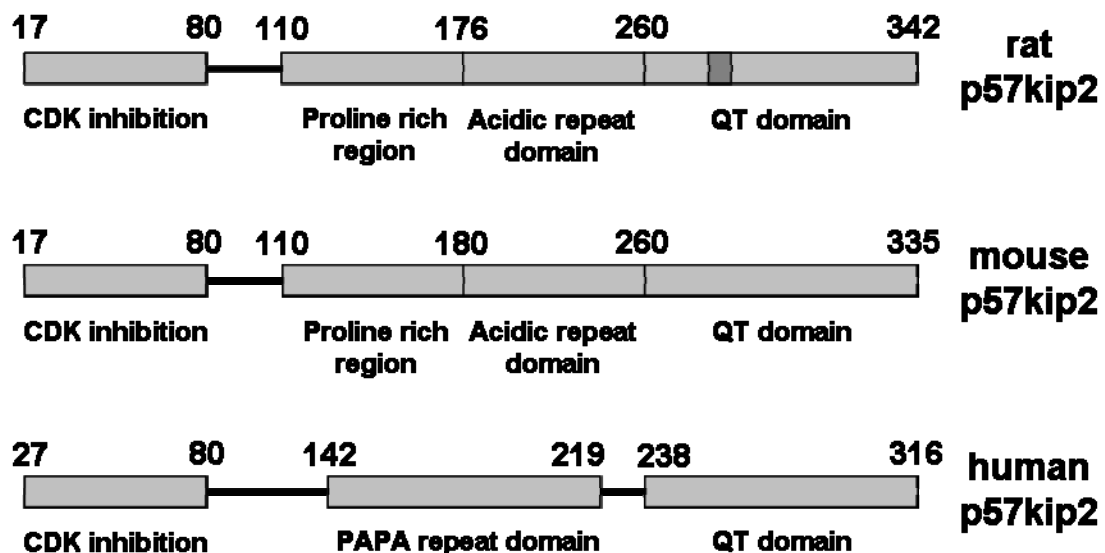 17 80 110 176 260 342
rat
p57kip2
CDK inhibition Proline rich region Acidic repeat domain QT domain
17 80 110 180 260 335
mouse
p57kip2
CDK inhibition Proline rich region Acidic repeat domain QT domain
27 80 142 219 238 316
human
p57kip2
CDK inhibition PAPA repeat domain QT domain